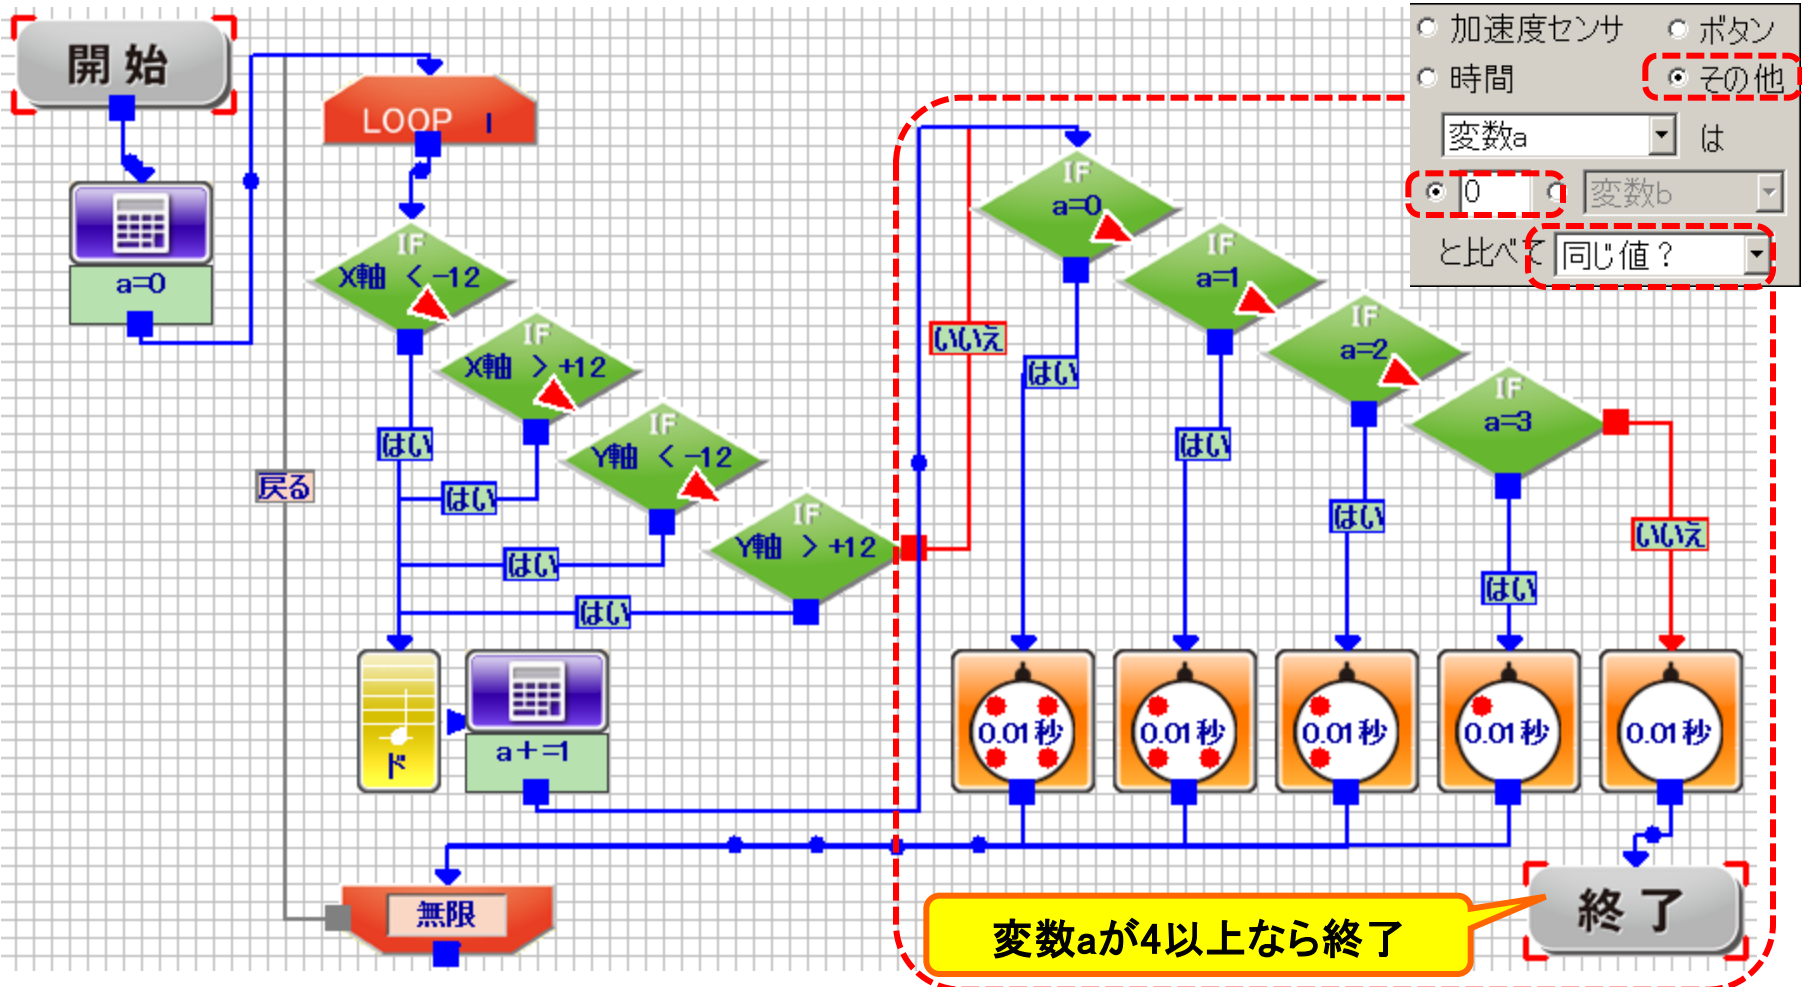 開始
a=0
LOOP I
IF
X軸 < -12
はい
IF
X軸 > +12
はい
IF
Y軸 < -12
はい
IF
Y軸 > +12
はい
戻る
ド
a+=1
無限
いいえ
IF
a=0
はい
IF
a=1
はい
IF
a=2
はい
IF
a=3
はい
いいえ
0.01秒
0.01秒
0.01秒
0.01秒
0.01秒
終了
変数aが4以上なら終了
加速度センサ ボタン
時間 その他
変数a は
0 変数b
と比べて 同じ値?